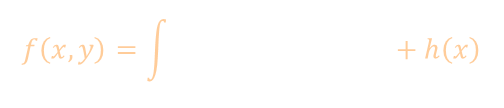 f(x,y) = ∫ + h(x)